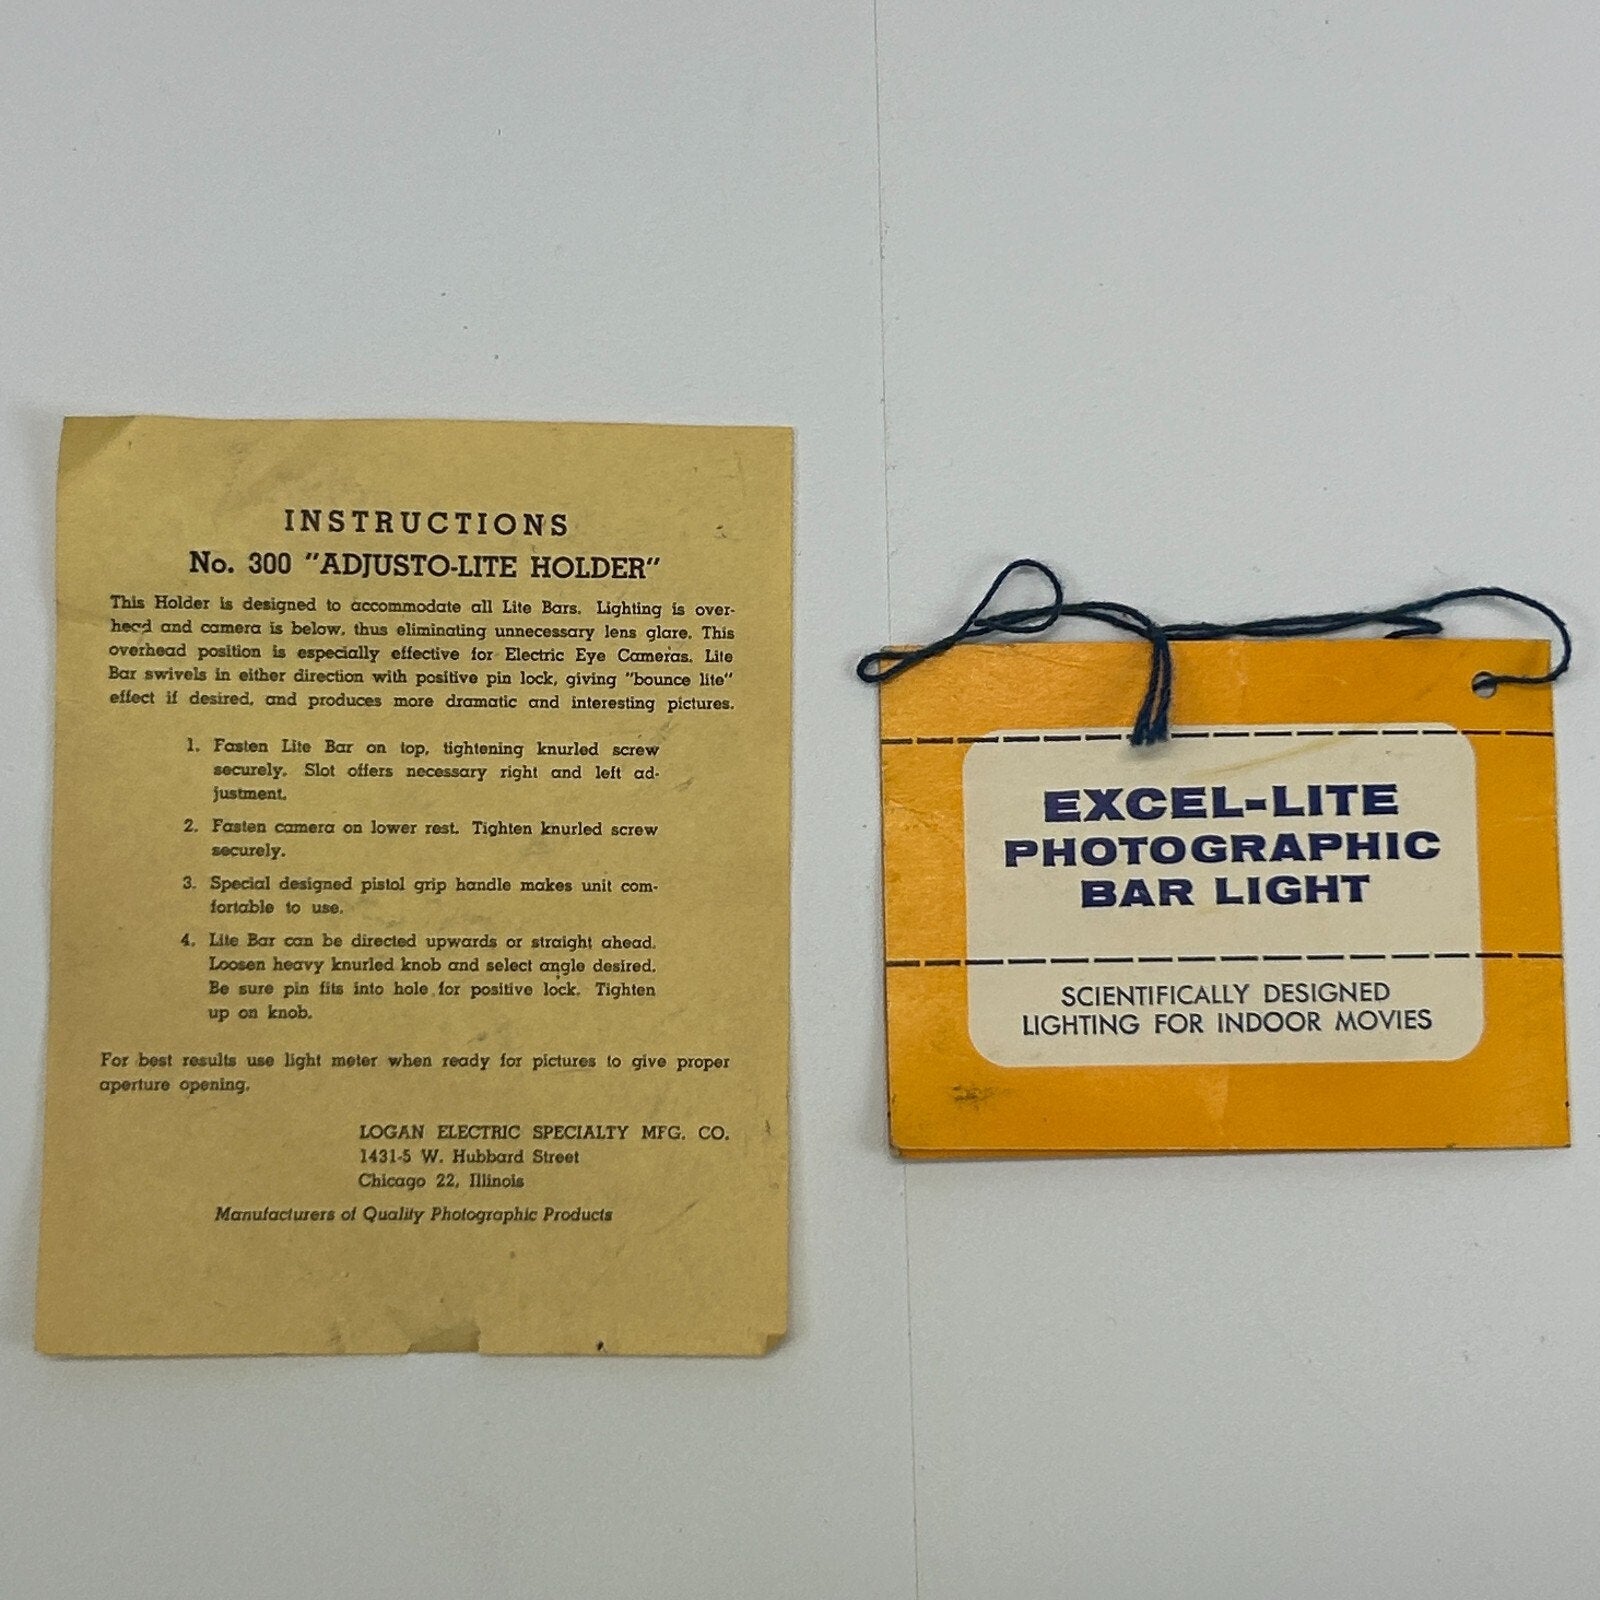 INSTRUCTIONS
No. 300 "ADJUSTO-LITE HOLDER"
This Holder is designed to accommodate all Lite Bars. Lighting is over-
head and camera is below, thus eliminating unnecessary lens glare. This
overhead position is especially effective for Electric Eye Cameras. Lite
Bar swivels in either direction with positive pin lock, giving "bounce lite"
effect if desired, and produces more dramatic and interesting pictures.
1. Fasten Lite Bar on top, tightening knurled screw
securely. Slot offers necessary right and left ad-
justment.
2. Fasten camera on lower rest. Tighten knurled screw
securely.
3. Special designed pistol grip handle makes unit com-
fortable to use.
4. Lite Bar can be directed upwards or straight ahead.
Loosen heavy knurled knob and select angle desired.
Be sure pin fits into hole for positive lock. Tighten
up on knob.
For best results use light meter when ready for pictures to give proper
aperture opening.
LOGAN ELECTRIC SPECIALTY MFG. CO.
1431-5 W. Hubbard Street
Chicago 22, Illinois
Manufacturers of Quality Photographic Products
EXCEL-LITE
PHOTOGRAPHIC
BAR LIGHT
SCIENTIFICALLY DESIGNED
LIGHTING FOR INDOOR MOVIES